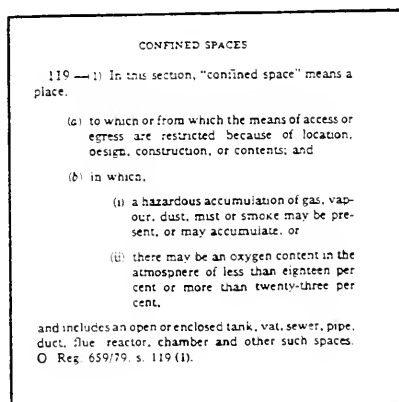 CONFINED SPACES
119 —(1) In this section, "confined space" means a
place,
(a) to which or from which the means of access or
egress are restricted because of location,
design, construction, or contents; and
(b) in which,
(i) a hazardous accumulation of gas, vap-
our, dust, mist or smoke may be pre-
sent, or may accumulate, or
(ii) there may be an oxygen content in the
atmosphere of less than eighteen per
cent or more than twenty-three per
cent,
and includes an open or enclosed tank, vat, sewer, pipe,
duct, flue reactor, chamber and other such spaces.
O Reg. 659/79. s. 119 (1).